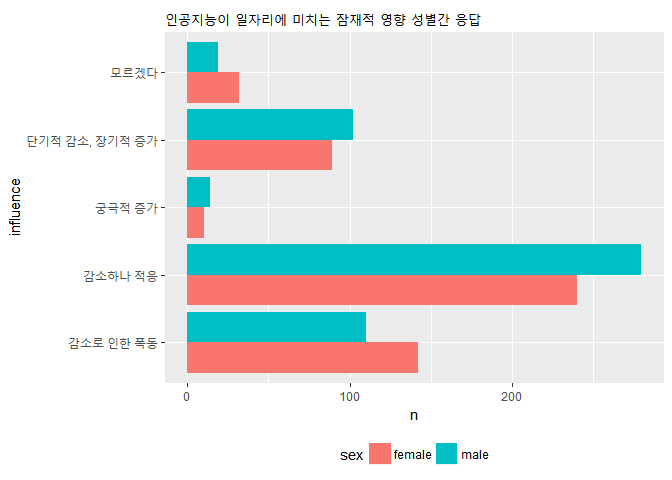 인공지능이 일자리에 미치는 잠재적 영향 성별간 응답
influence
모르겠다
단기적 감소, 장기적 증가
궁극적 증가
감소하나 적응
감소로 인한 폭동
0 100 200
n
sex female male